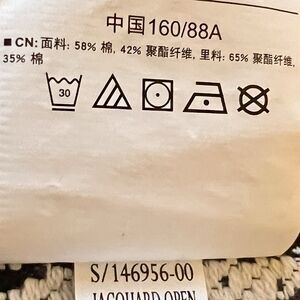 中国160/88A
■ CN: 面料: 58% 棉, 42% 聚酯纤维, 里料: 65% 聚酯纤维,
35% 棉
30
S/146956-00
JACQUARD OPEN